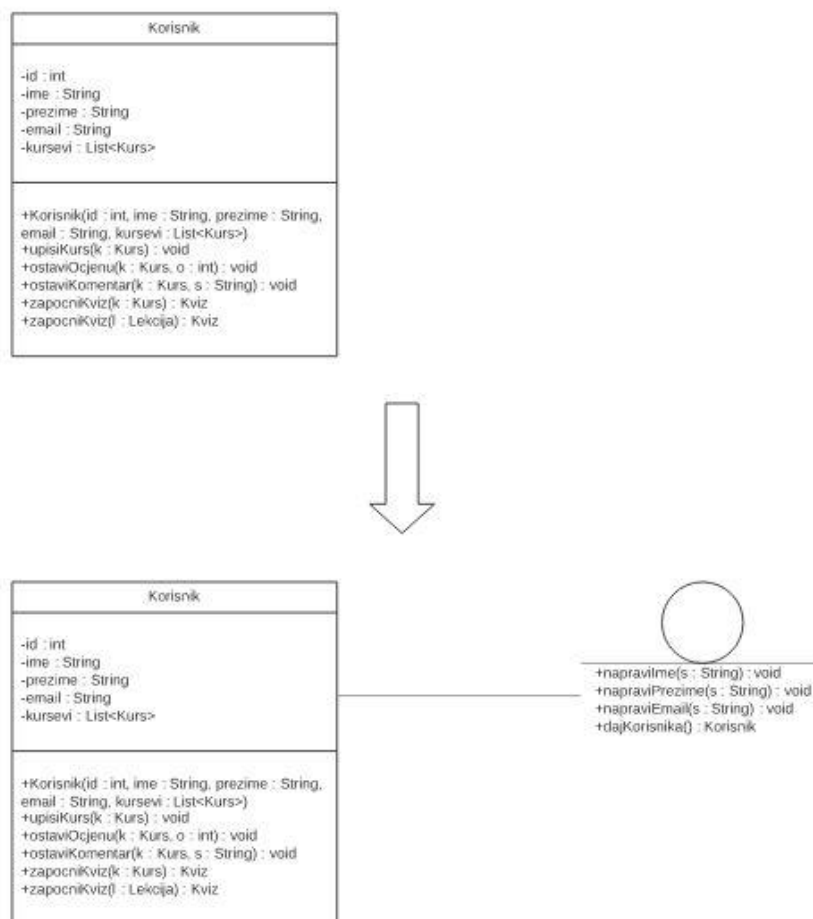 Korisnik
-id : int
-ime : String
-prezime : String
-email : String
-kursevi : List<Kurs>
+Korisnik(id : int, ime : String, prezime : String,
email : String, kursevi : List<Kurs>)
+upisiKurs(k : Kurs) : void
+ostaviOcjenu(k : Kurs, o : int) : void
+ostaviKomentar(k : Kurs, s : String) : void
+zapocniKviz(k : Kurs) : Kviz
+zapocniKviz(l : Lekcija) : Kviz
Korisnik
-id : int
-ime : String
-prezime : String
-email : String
-kursevi : List<Kurs>
+Korisnik(id : int, ime : String, prezime : String,
email : String, kursevi : List<Kurs>)
+upisiKurs(k : Kurs) : void
+ostaviOcjenu(k : Kurs, o : int) : void
+ostaviKomentar(k : Kurs, s : String) : void
+zapocniKviz(k : Kurs) : Kviz
+zapocniKviz(l : Lekcija) : Kviz
+napraviIme(s : String) : void
+napraviPrezime(s : String) : void
+napraviEmail(s : String) : void
+dajKorisnika() : Korisnik